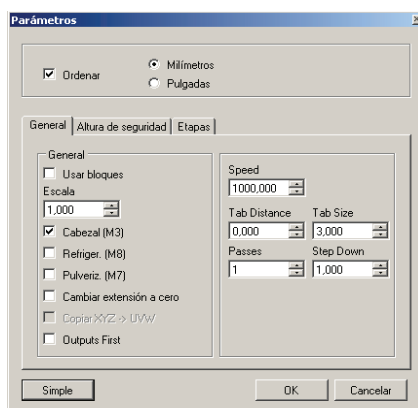 Parámetros
Ordenar
Milímetros
Pulgadas
General Altura de seguridad Etapas
General
Usar bloques
Escala
1,000
Cabezal (M3)
Refriger. (M8)
Pulveriz. (M7)
Cambiar extensión a cero
Copiar XYZ -> UVW
Outputs First
Speed
1000,000
Tab Distance Tab Size
0,000 3,000
Passes Step Down
1 1,000
Simple OK Cancelar